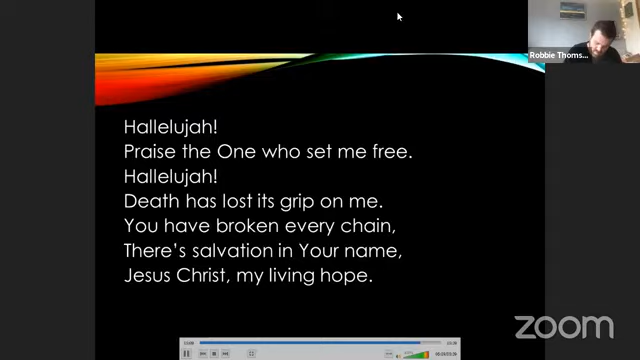 Robbie Thoms...
Hallelujah!
Praise the One who set me free.
Hallelujah!
Death has lost its grip on me.
You have broken every chain,
There's salvation in Your name,
Jesus Christ, my living hope.
zoom